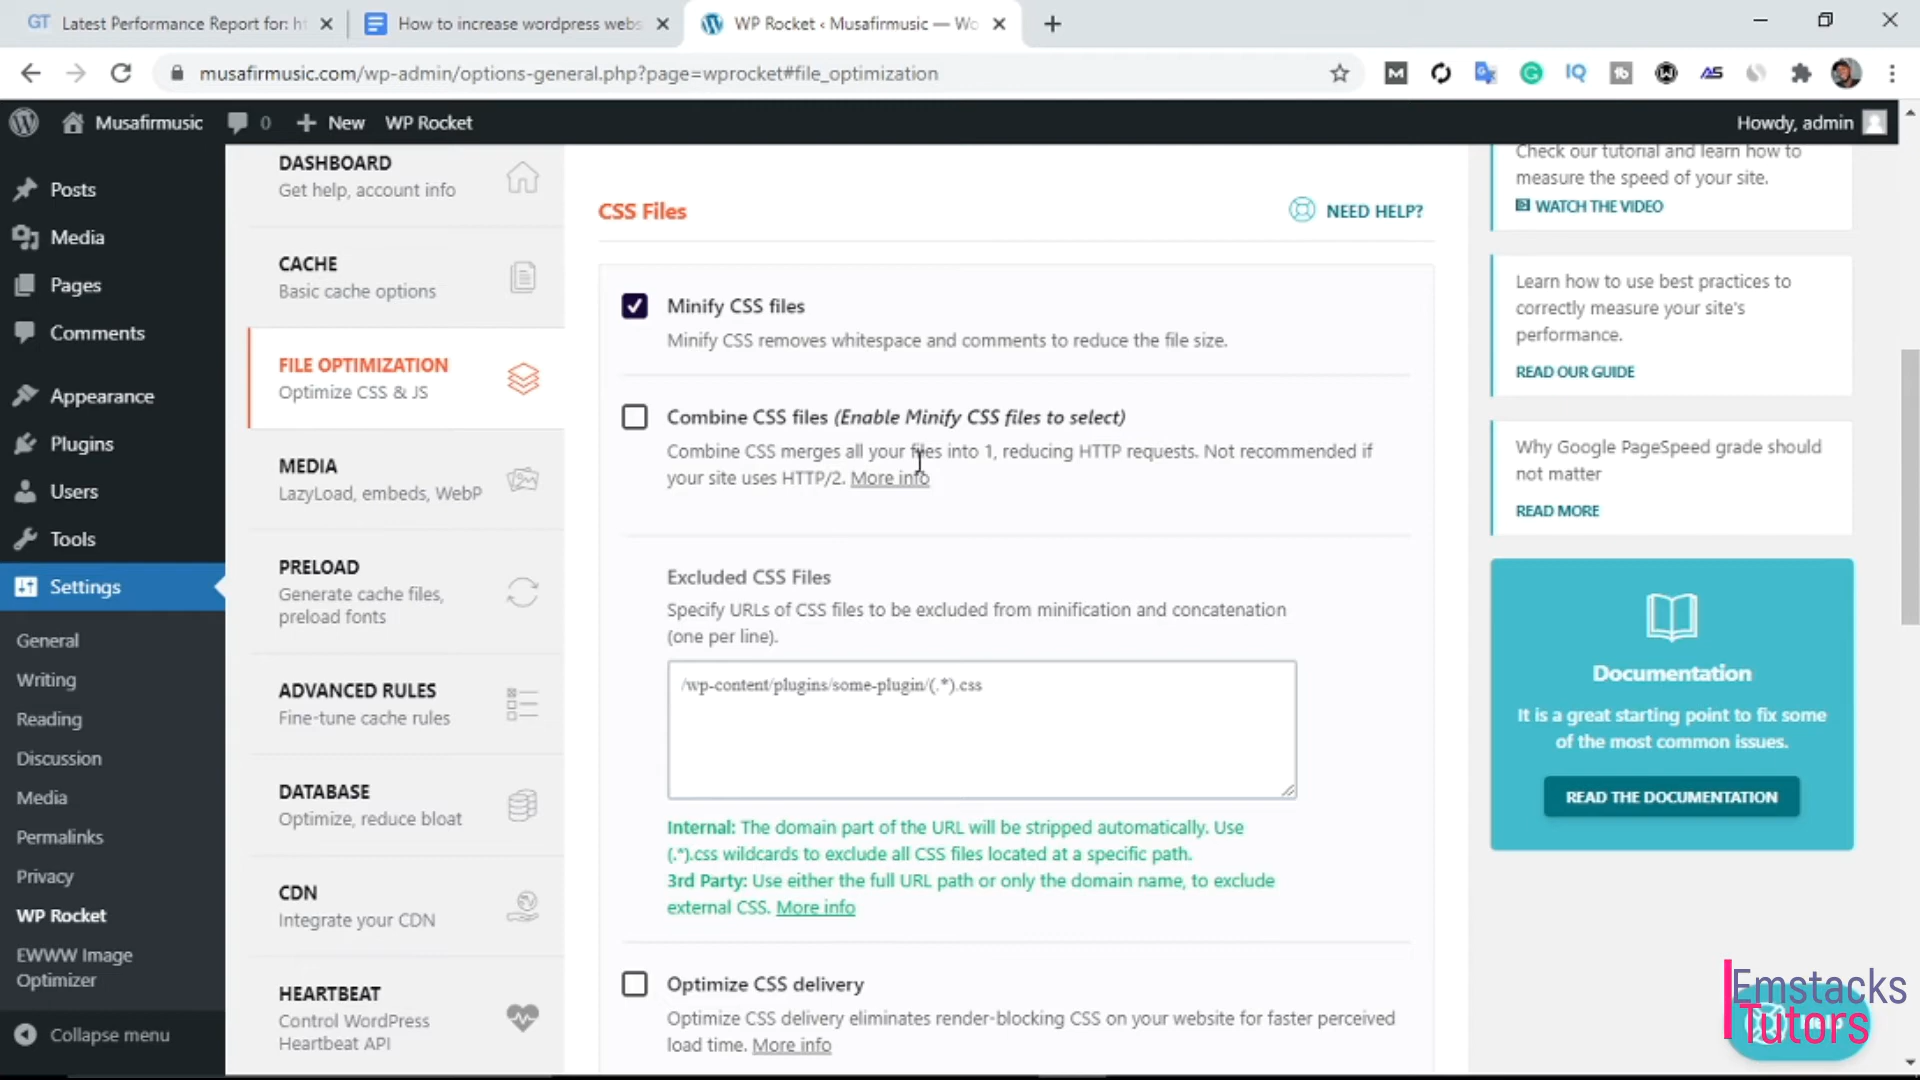 GT Latest Performance Report for: ht
How to increase wordpress webs
WP Rocket ‹ Musafirmusic — Wo
musafirmusic.com/wp-admin/options-general.php?page=wprocket#file_optimization
Musafirmusic
0
New
WP Rocket
Howdy, admin
Posts
Media
Pages
Comments
Appearance
Plugins
Users
Tools
Settings
General
Writing
Reading
Discussion
Media
Permalinks
Privacy
WP Rocket
EWWW Image
Optimizer
Collapse menu
DASHBOARD
Get help, account info
CACHE
Basic cache options
FILE OPTIMIZATION
Optimize CSS & JS
MEDIA
LazyLoad, embeds, WebP
PRELOAD
Generate cache files,
preload fonts
ADVANCED RULES
Fine-tune cache rules
DATABASE
Optimize, reduce bloat
CDN
Integrate your CDN
HEARTBEAT
Control WordPress
Heartbeat API
CSS Files
NEED HELP?
Minify CSS files
Minify CSS removes whitespace and comments to reduce the file size.
Combine CSS files (Enable Minify CSS files to select)
Combine CSS merges all your files into 1, reducing HTTP requests. Not recommended if
your site uses HTTP/2. More info
Excluded CSS Files
Specify URLs of CSS files to be excluded from minification and concatenation
(one per line).
/wp-content/plugins/some-plugin/(.*).css
Internal: The domain part of the URL will be stripped automatically. Use
(.*).css wildcards to exclude all CSS files located at a specific path.
3rd Party: Use either the full URL path or only the domain name, to exclude
external CSS. More info
Optimize CSS delivery
Optimize CSS delivery eliminates render-blocking CSS on your website for faster perceived
load time. More info
Check our tutorial and learn how to
measure the speed of your site.
WATCH THE VIDEO
Learn how to use best practices to
correctly measure your site's
performance.
READ OUR GUIDE
Why Google PageSpeed grade should
not matter
READ MORE
Documentation
It is a great starting point to fix some
of the most common issues.
READ THE DOCUMENTATION
Emstacks
Tutors